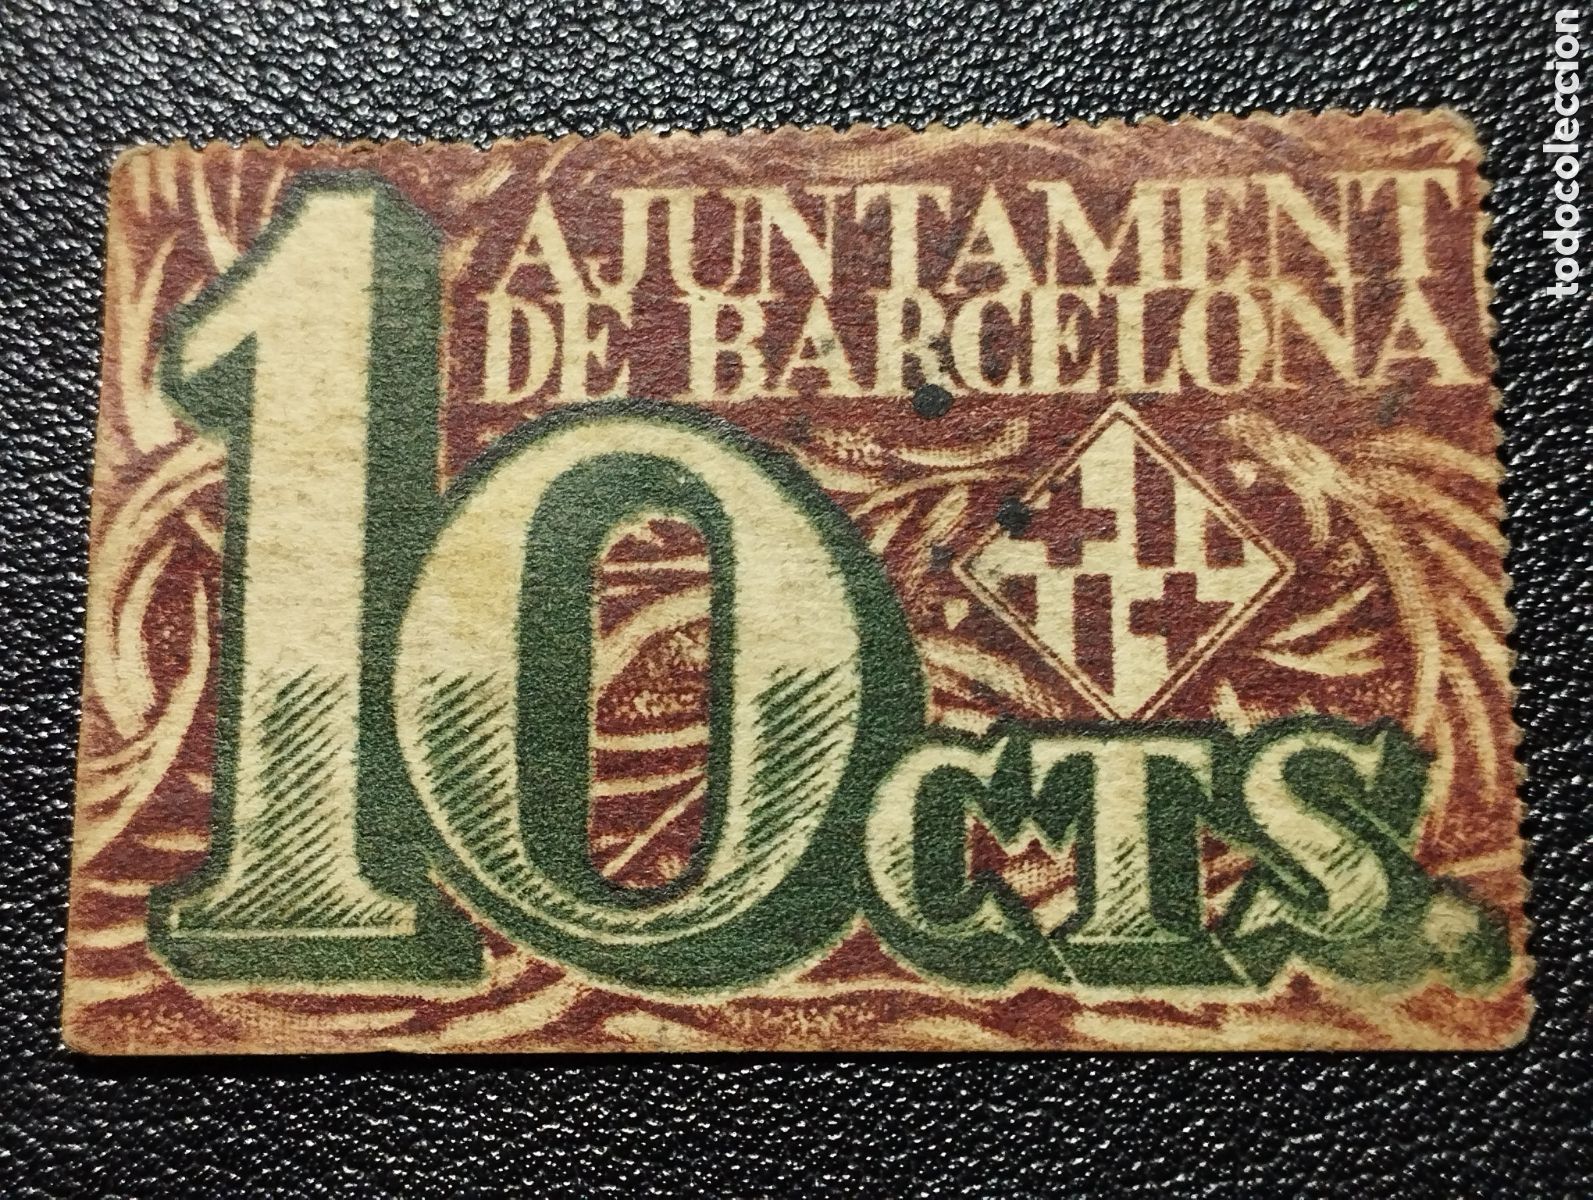 AJUNTAMENT
DE BARCELONA
10 CTS.
todocoleccion